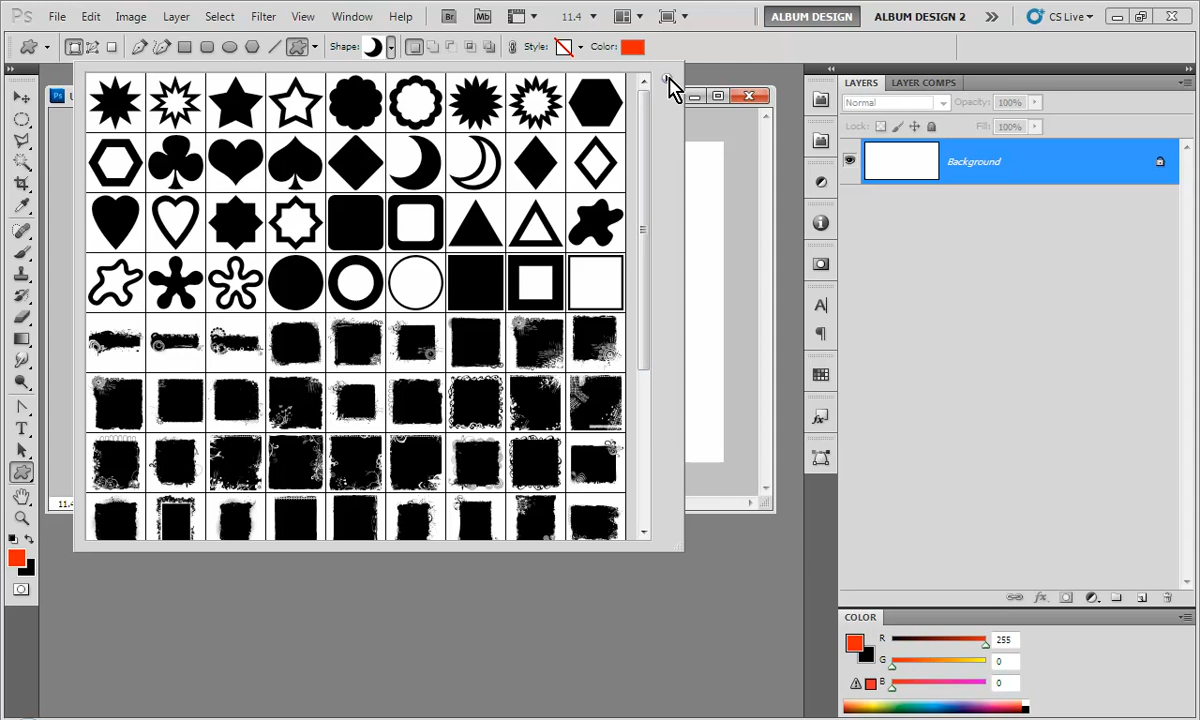 Ps File Edit Image Layer Select Filter View Window Help Br Mb 11.4 ALBUM DESIGN ALBUM DESIGN 2 CS Live
Shape: Style: Color:
Ps U
LAYERS LAYER COMPS
Normal Opacity: 100%
Lock: Fill: 100%
Background
A
T
11.4
fx
COLOR
R 255
G 0
B 0